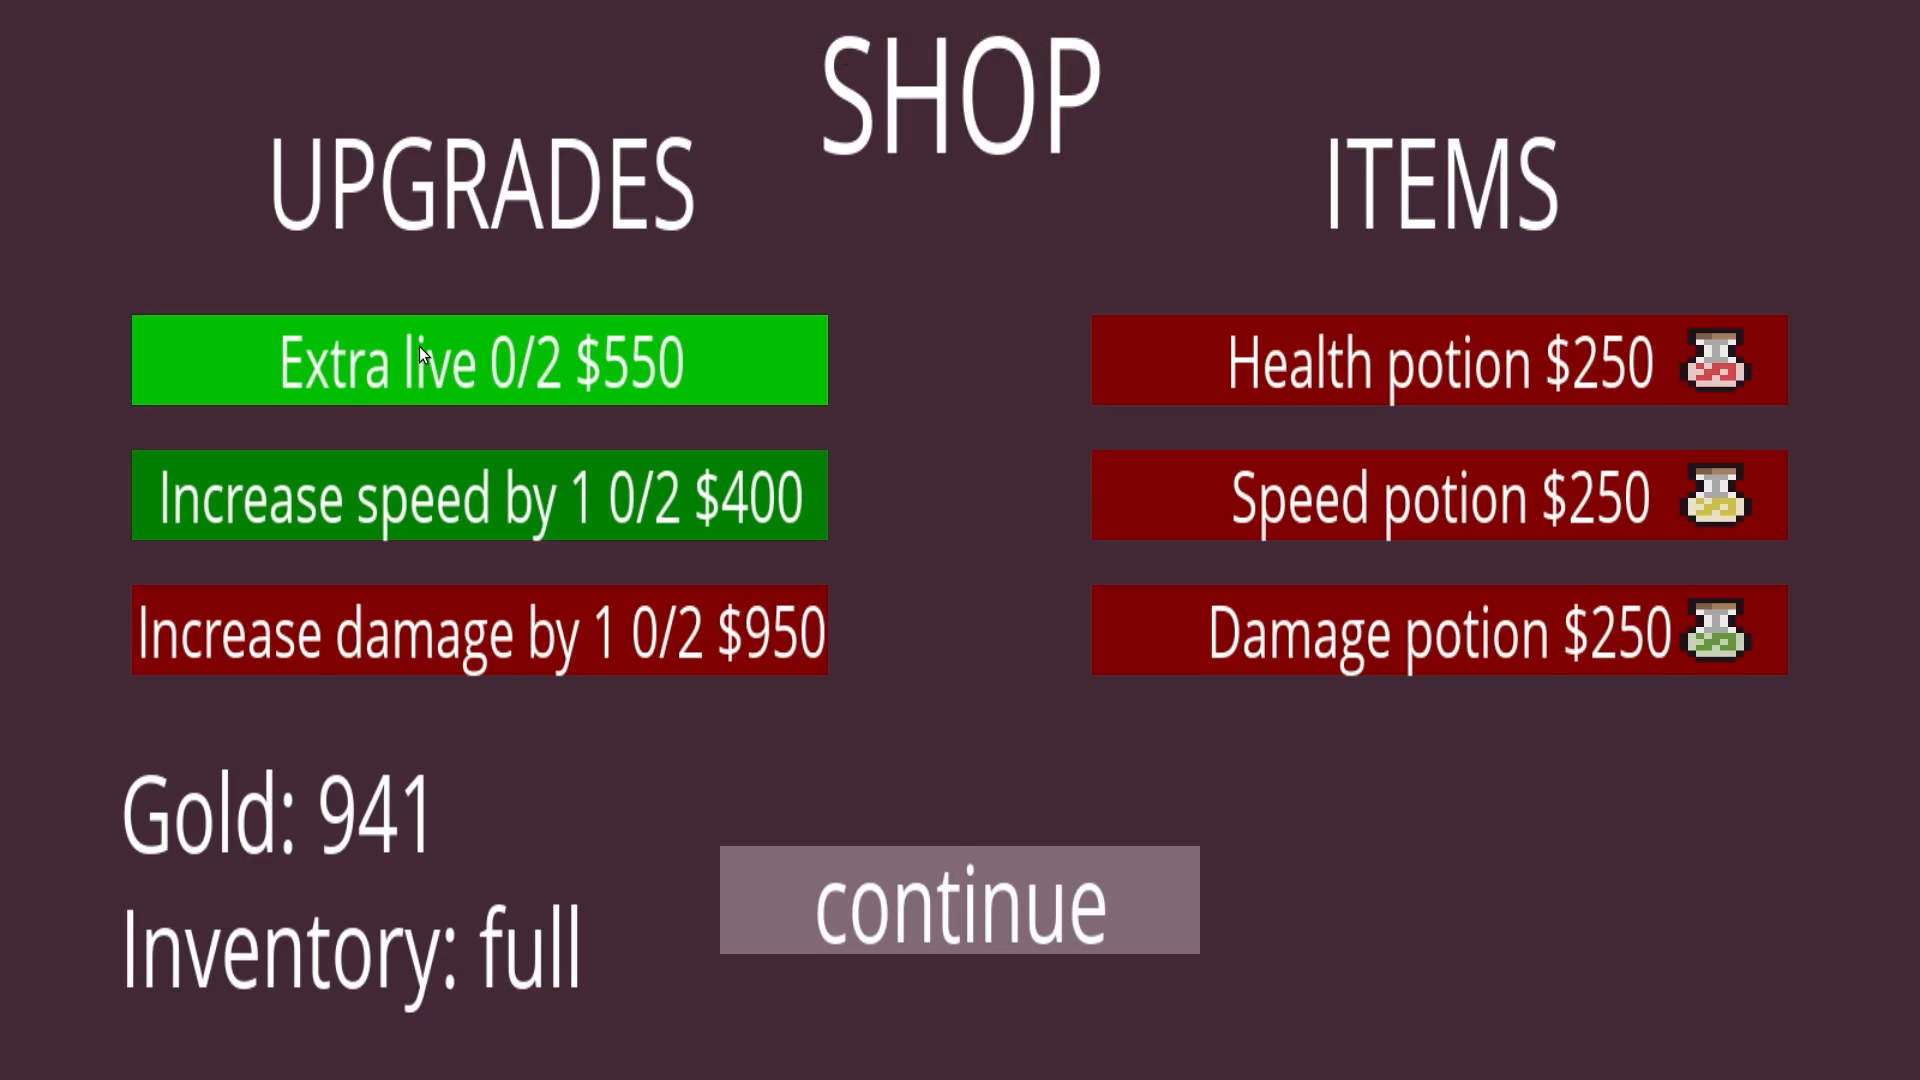 SHOP
UPGRADES
ITEMS
Extra live 0/2 $550
Health potion $250
Increase speed by 1 0/2 $400
Speed potion $250
Increase damage by 1 0/2 $950
Damage potion $250
Gold: 941
continue
Inventory: full